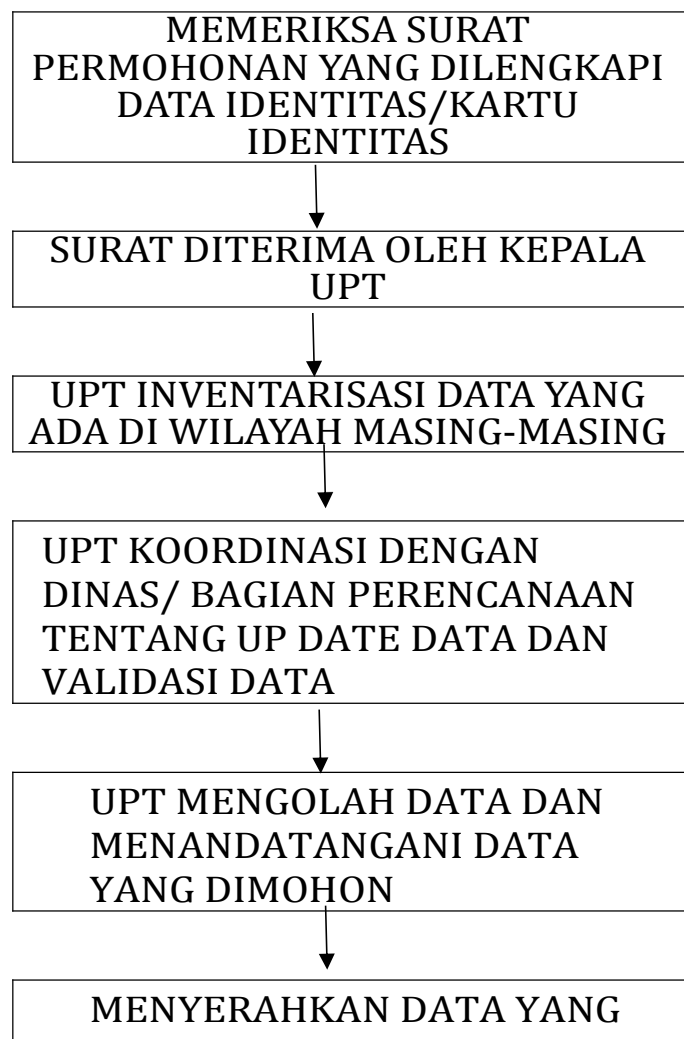 MEMERIKSA SURAT
PERMOHONAN YANG DILENGKAPI
DATA IDENTITAS/KARTU
IDENTITAS
SURAT DITERIMA OLEH KEPALA
UPT
UPT INVENTARISASI DATA YANG
ADA DI WILAYAH MASING-MASING
UPT KOORDINASI DENGAN
DINAS/ BAGIAN PERENCANAAN
TENTANG UP DATE DATA DAN
VALIDASI DATA
UPT MENGOLAH DATA DAN
MENANDATANGANI DATA
YANG DIMOHON
MENYERAHKAN DATA YANG